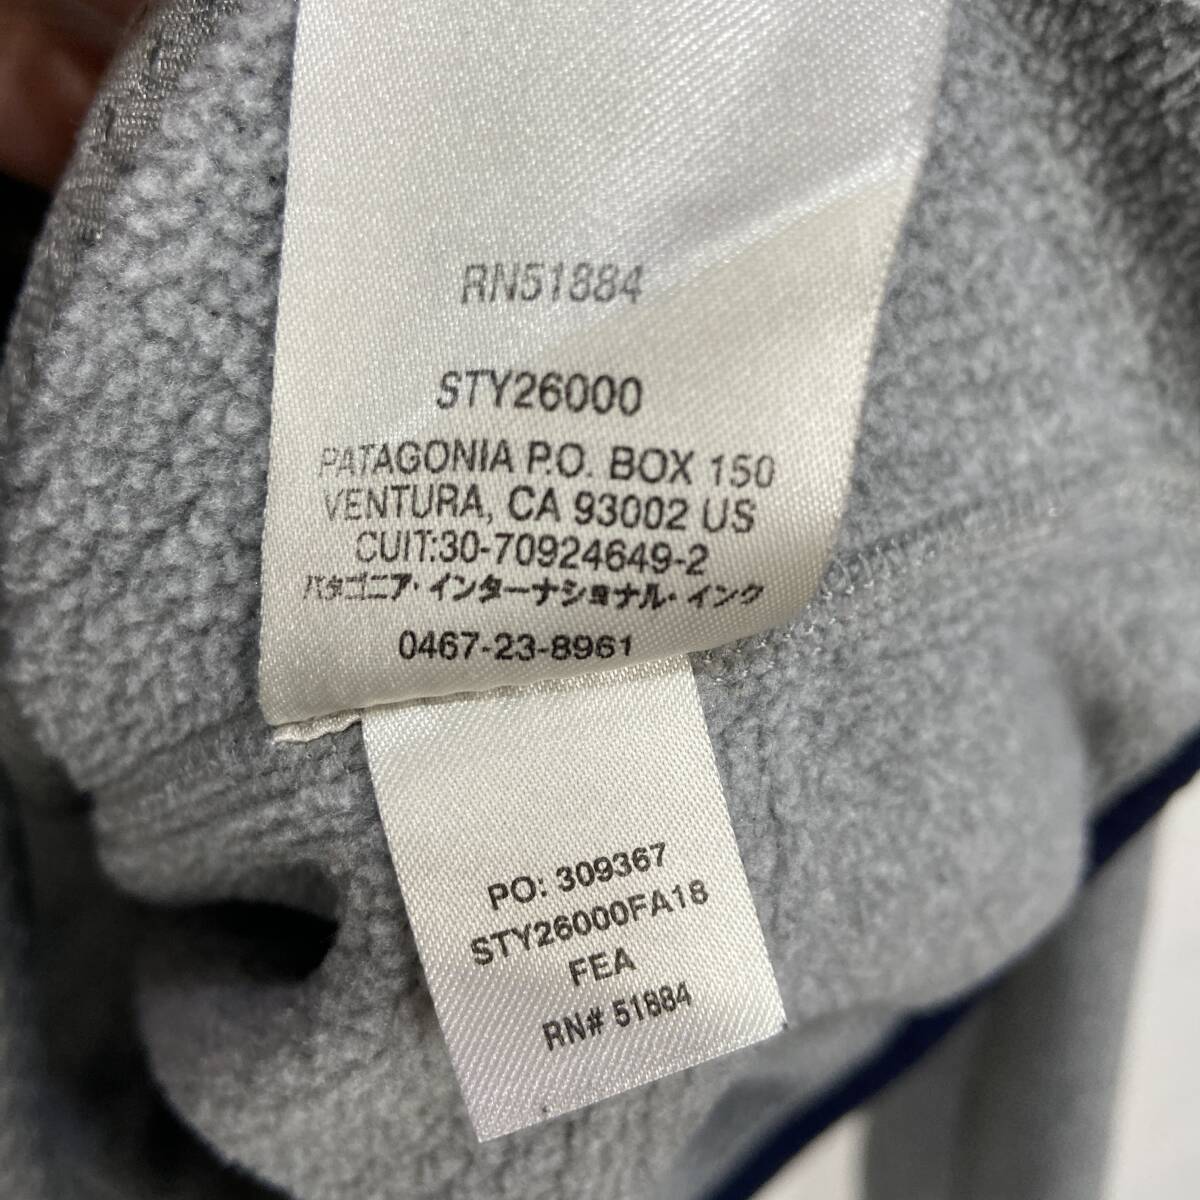 RN51884
STY26000
PATAGONIA P.O. BOX 150
VENTURA, CA 93002 US
CUIT:30-70924649-2
パタゴニア・インターナショナル・インク
0467-23-8961
PO: 309367
STY26000FA18
FEA
RN# 51884